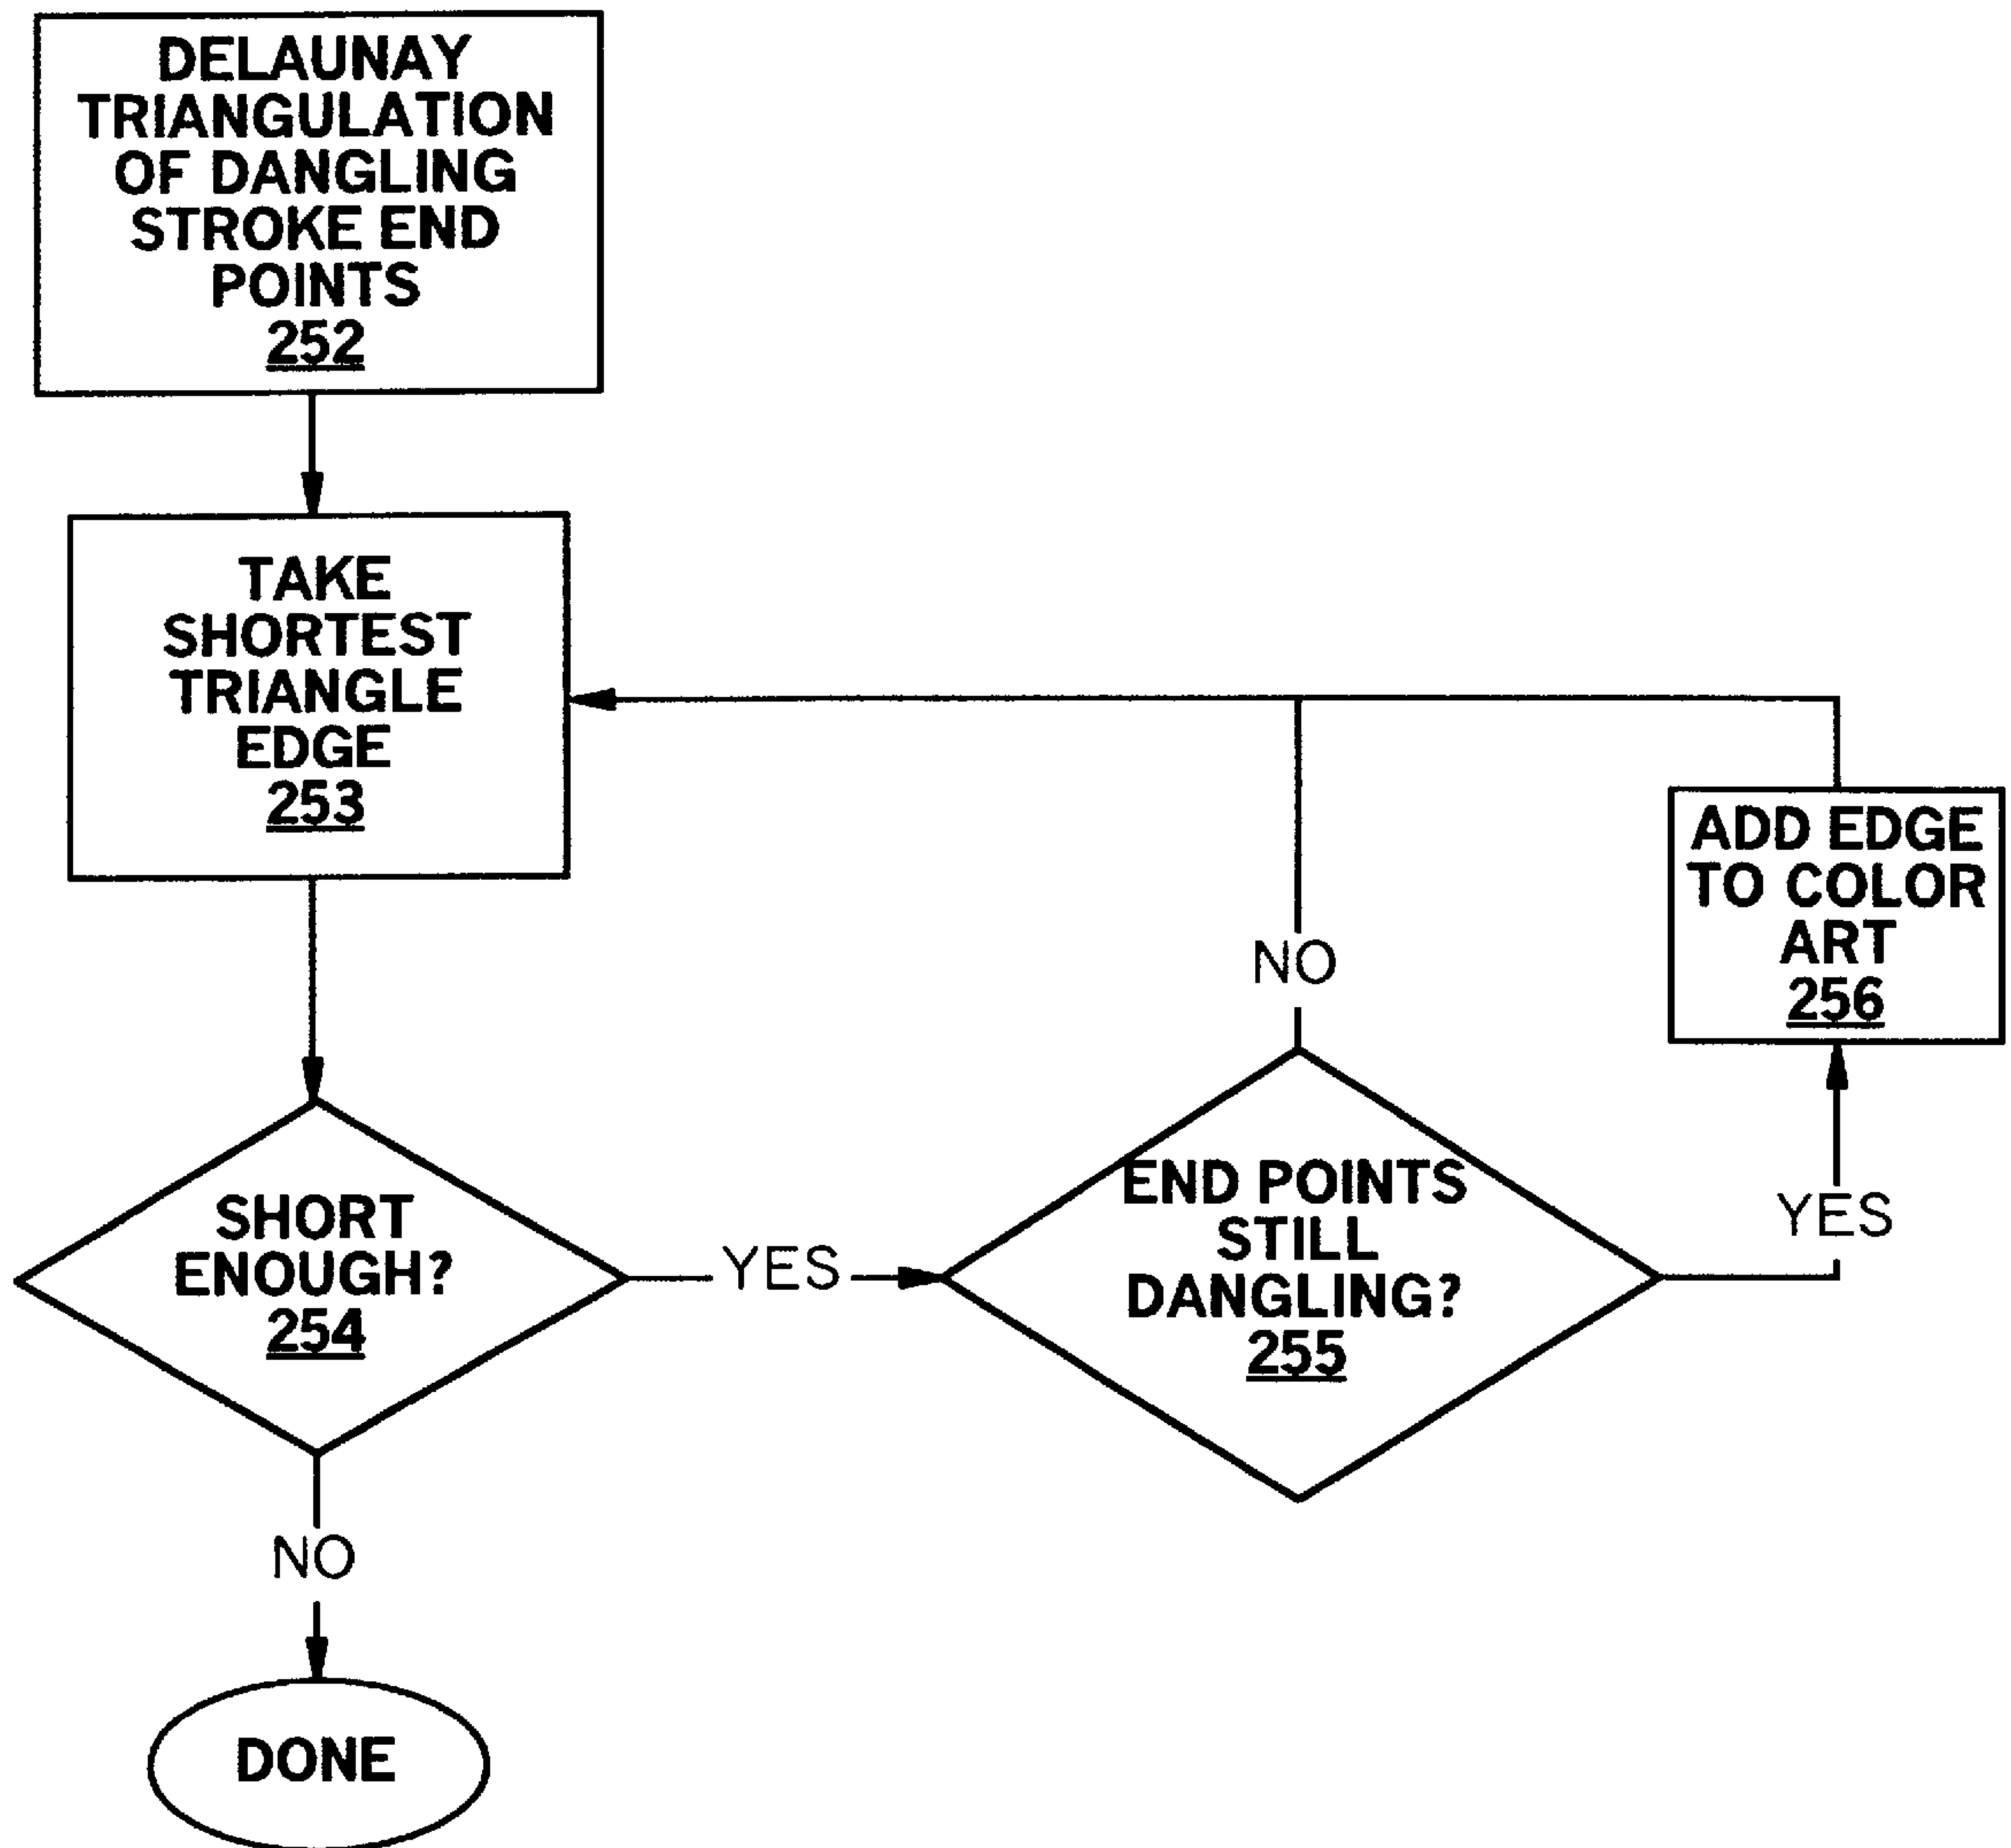 DELAUNAY
TRIANGULATION
OF DANGLING
STROKE END
POINTS
252
TAKE
SHORTEST
TRIANGLE
EDGE
253
SHORT
ENOUGH?
254
YES
NO
DONE
END POINTS
STILL
DANGLING?
255
NO
YES
ADD EDGE
TO COLOR
ART
256